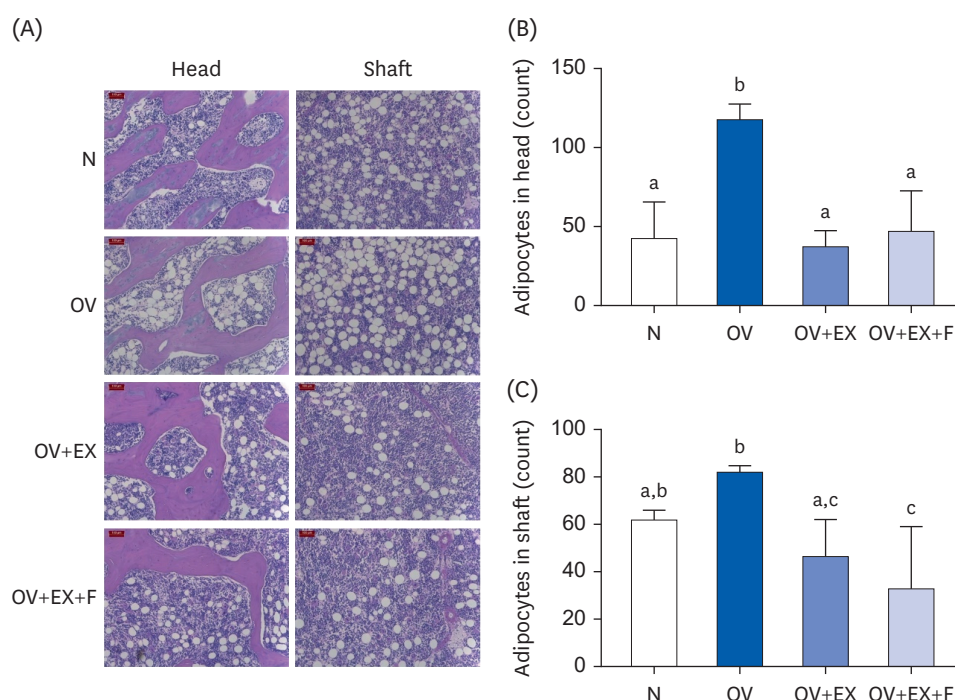 (A)
Head Shaft
N
OV
OV+EX
OV+EX+F
(B)
Adipocytes in head (count)
150
100
50
0
a
b
a
a
N OV OV+EX OV+EX+F
(C)
Adipocytes in shaft (count)
100
80
60
40
20
0
a,b
b
a,c
c
N OV OV+EX OV+EX+F